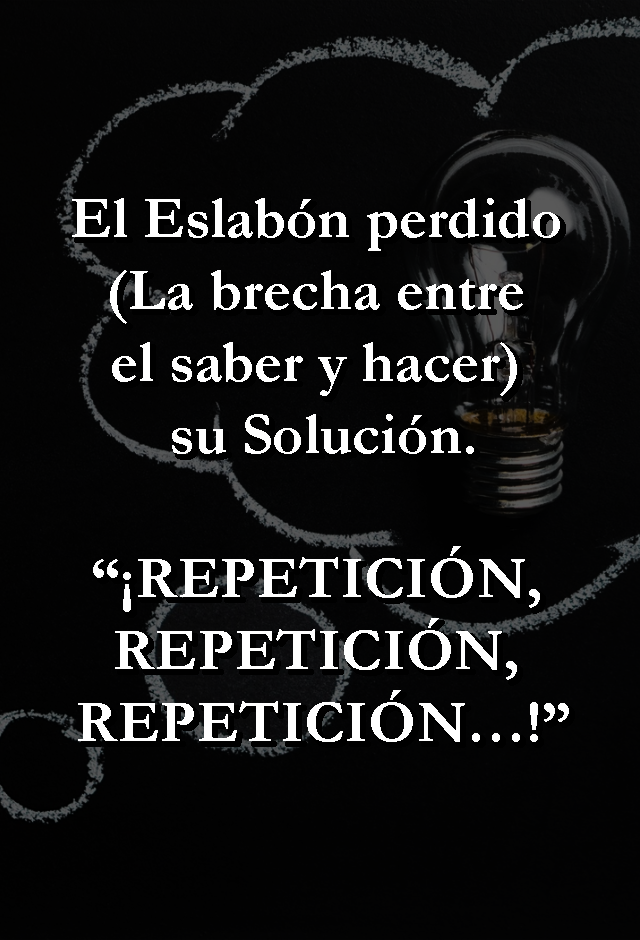 El Eslabón perdido
(La brecha entre
el saber y hacer)
su Solución.
“¡REPETICIÓN,
REPETICIÓN,
REPETICIÓN…!”